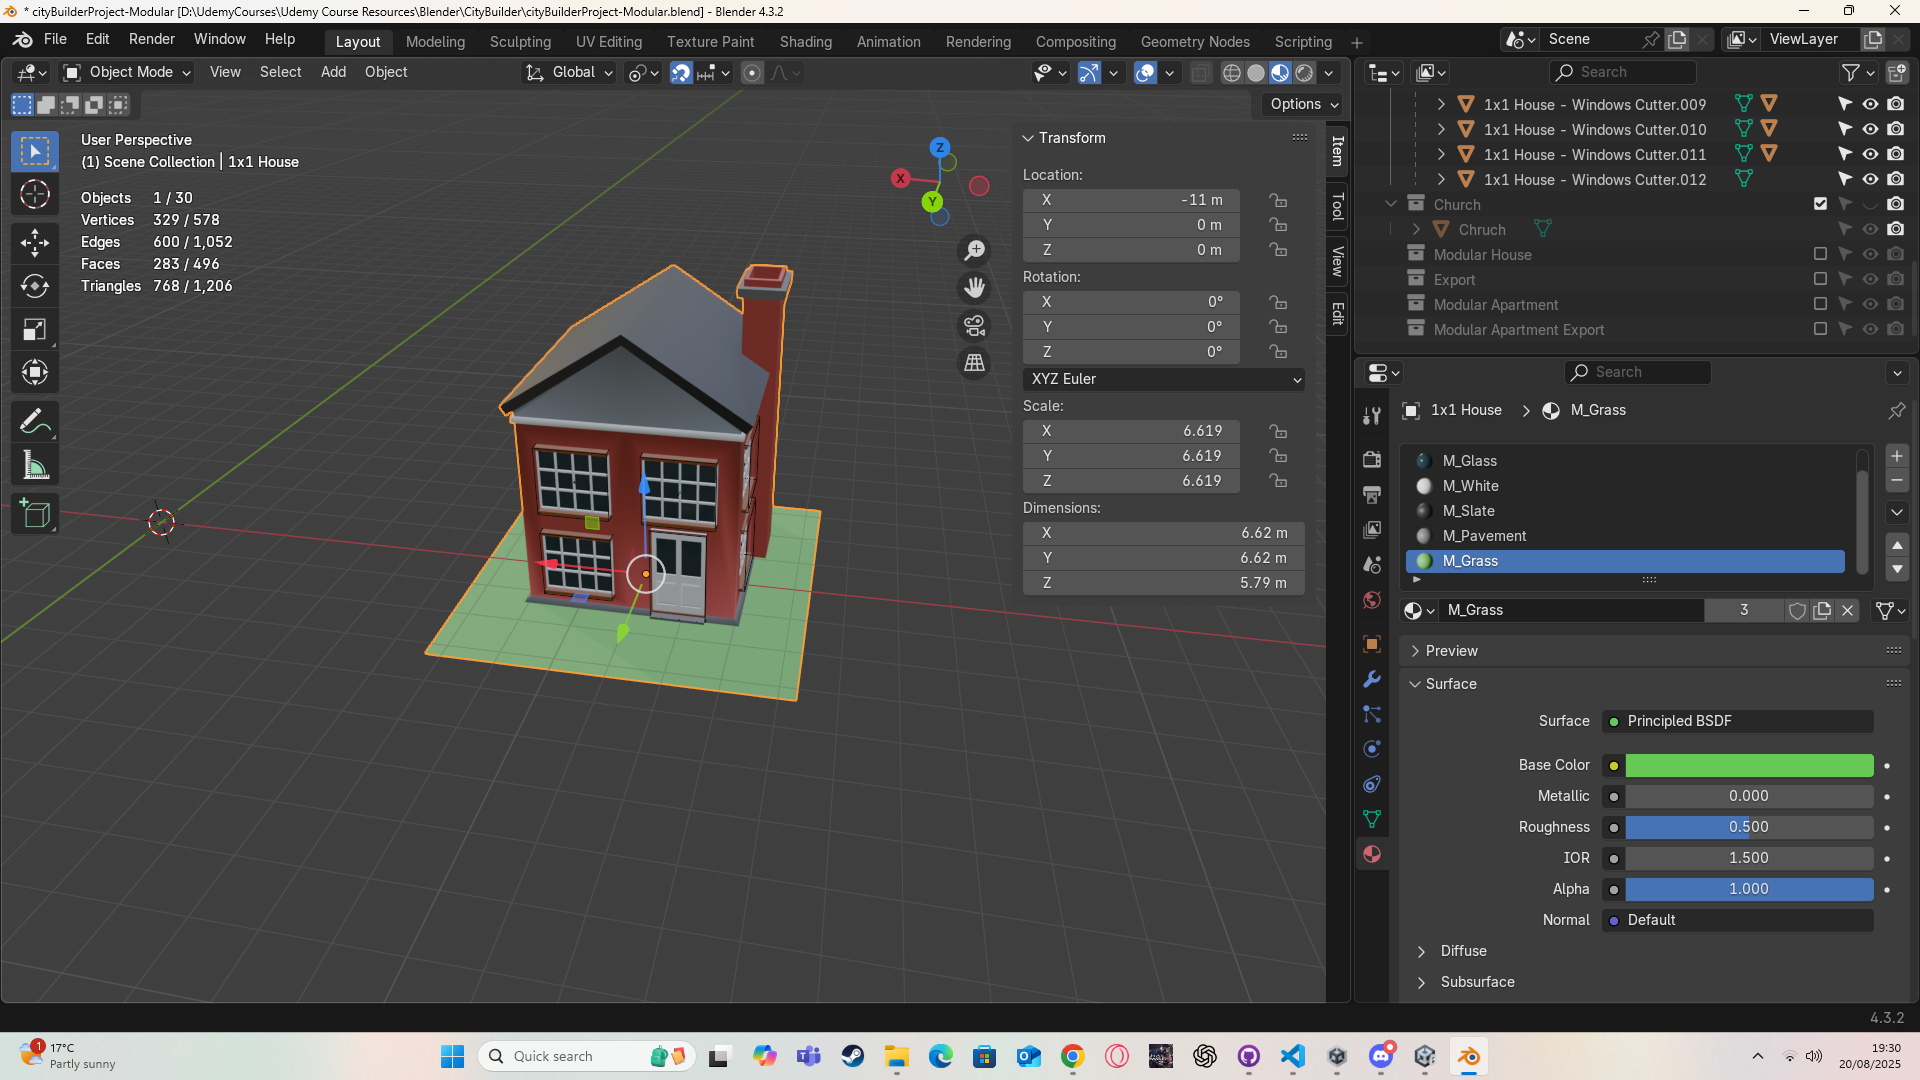 * cityBuilderProject-Modular [D:\UdemyCourses\Udemy Course Resources\Blender\CityBuilder\cityBuilderProject-Modular.blend] - Blender 4.3.2
File Edit Render Window Help Layout Modeling Sculpting UV Editing Texture Paint Shading Animation Rendering Compositing Geometry Nodes Scripting + Scene ViewLayer
Object Mode View Select Add Object Global Search
Options
User Perspective
(1) Scene Collection | 1x1 House
Objects 1 / 30
Vertices 329 / 578
Edges 600 / 1,052
Faces 283 / 496
Triangles 768 / 1,206
Z
X
Y
Transform
Location:
X -11 m
Y 0 m
Z 0 m
Rotation:
X 0°
Y 0°
Z 0°
XYZ Euler
Scale:
X 6.619
Y 6.619
Z 6.619
Dimensions:
X 6.62 m
Y 6.62 m
Z 5.79 m
Item
Tool
View
Edit
1x1 House - Windows Cutter.009
1x1 House - Windows Cutter.010
1x1 House - Windows Cutter.011
1x1 House - Windows Cutter.012
Church
Chruch
Modular House
Export
Modular Apartment
Modular Apartment Export
Search
1x1 House > M_Grass
M_Glass
M_White
M_Slate
M_Pavement
M_Grass
M_Grass 3
Preview
Surface
Surface Principled BSDF
Base Color
Metallic 0.000
Roughness 0.500
IOR 1.500
Alpha 1.000
Normal Default
Diffuse
Subsurface
4.3.2
1
17°C
Partly sunny
Quick search
19:30
20/08/2025